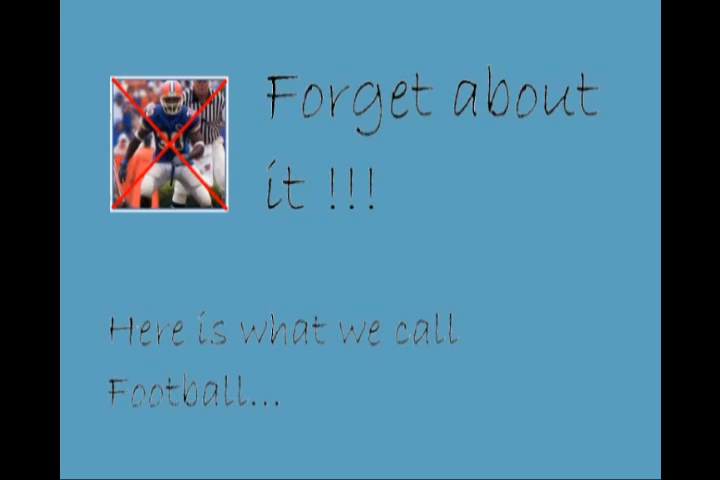 Forget about
it !!!
Here is what we call
Football...